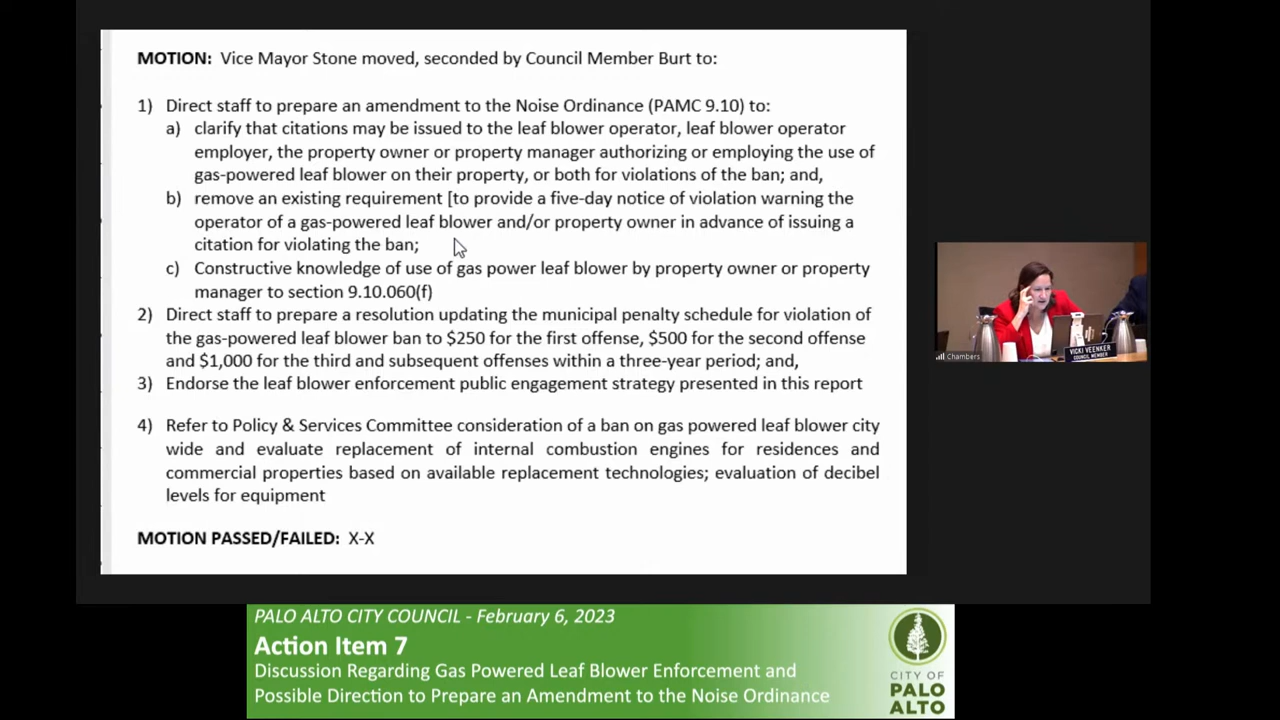 MOTION: Vice Mayor Stone moved, seconded by Council Member Burt to:
1) Direct staff to prepare an amendment to the Noise Ordinance (PAMC 9.10) to:
a) clarify that citations may be issued to the leaf blower operator, leaf blower operator
employer, the property owner or property manager authorizing or employing the use of
gas-powered leaf blower on their property, or both for violations of the ban; and,
b) remove an existing requirement [to provide a five-day notice of violation warning the
operator of a gas-powered leaf blower and/or property owner in advance of issuing a
citation for violating the ban;
c) Constructive knowledge of use of gas power leaf blower by property owner or property
manager to section 9.10.060(f)
2) Direct staff to prepare a resolution updating the municipal penalty schedule for violation of
the gas-powered leaf blower ban to $250 for the first offense, $500 for the second offense
and $1,000 for the third and subsequent offenses within a three-year period; and,
3) Endorse the leaf blower enforcement public engagement strategy presented in this report
4) Refer to Policy & Services Committee consideration of a ban on gas powered leaf blower city
wide and evaluate replacement of internal combustion engines for residences and
commercial properties based on available replacement technologies; evaluation of decibel
levels for equipment
MOTION PASSED/FAILED: X-X
VICKI VEENKER
COUNCIL MEMBER
Chambers
PALO ALTO CITY COUNCIL - February 6, 2023
Action Item 7
Discussion Regarding Gas Powered Leaf Blower Enforcement and
Possible Direction to Prepare an Amendment to the Noise Ordinance
CITY OF
PALO
ALTO